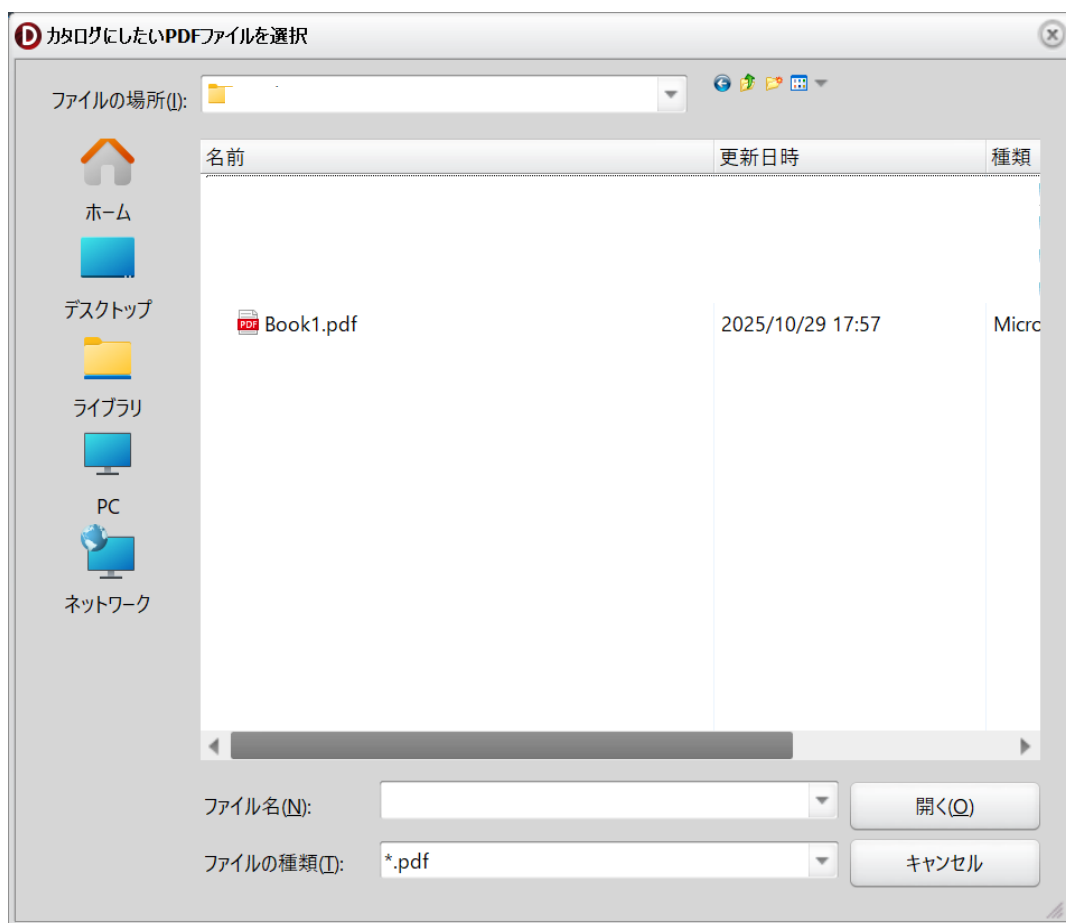 カタログにしたいPDFファイルを選択
ファイルの場所(I):
名前 更新日時 種類
ホーム
デスクトップ
Book1.pdf 2025/10/29 17:57 Micro
ライブラリ
PC
ネットワーク
ファイル名(N):
開く(O)
ファイルの種類(T): *.pdf
キャンセル